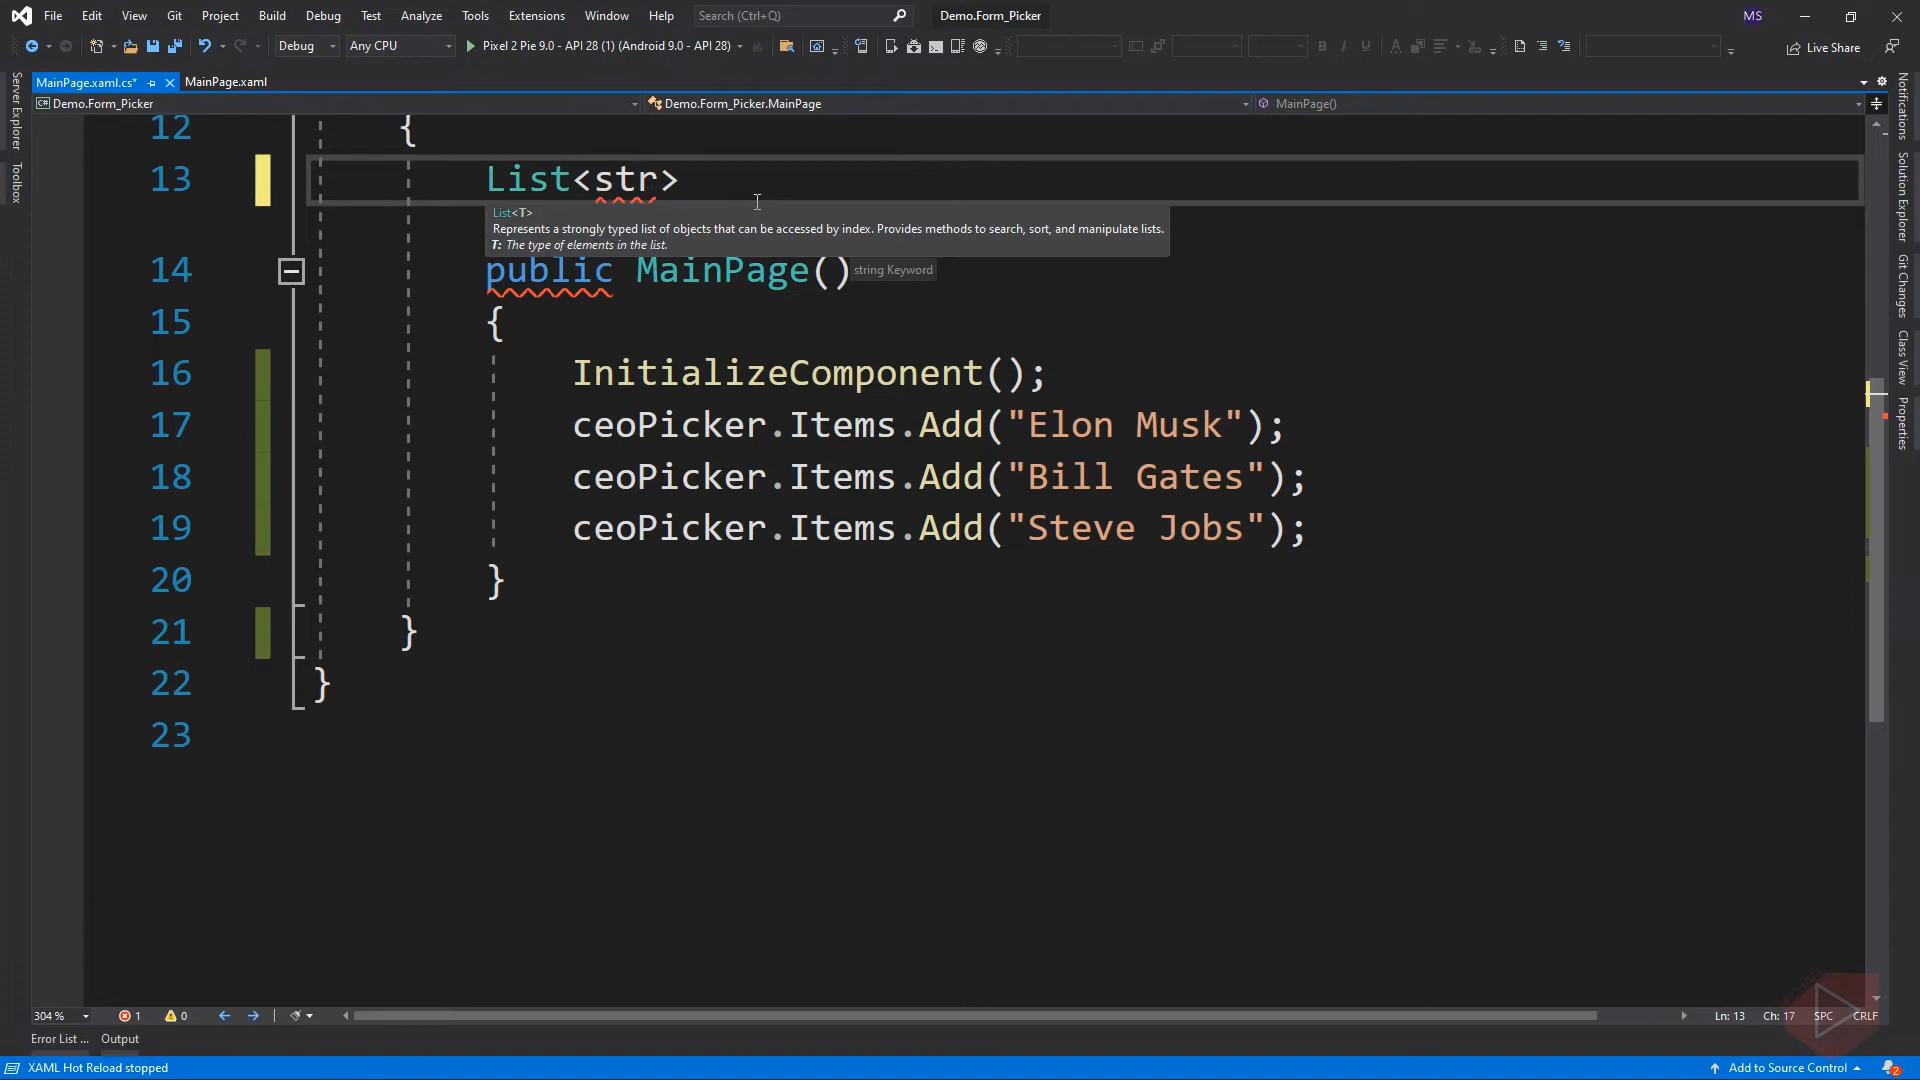 File Edit View Git Project Build Debug Test Analyze Tools Extensions Window Help Search (Ctrl+Q) Demo.Form_Picker MS
Debug Any CPU Pixel 2 Pie 9.0 - API 28 (1) (Android 9.0 - API 28) Live Share
MainPage.xaml.cs* MainPage.xaml
C# Demo.Form_Picker Demo.Form_Picker.MainPage MainPage()
Server Explorer
Toolbox
Notifications
Solution Explorer
Git Changes
Class View
Properties
12 {
13 List<str>
List<T>
Represents a strongly typed list of objects that can be accessed by index. Provides methods to search, sort, and manipulate lists.
T: The type of elements in the list.
14 public MainPage() string Keyword
15 {
16 InitializeComponent();
17 ceoPicker.Items.Add("Elon Musk");
18 ceoPicker.Items.Add("Bill Gates");
19 ceoPicker.Items.Add("Steve Jobs");
20 }
21 }
22 }
23
304 % 1 0 Ln: 13 Ch: 17 SPC CRLF
Error List ... Output
XAML Hot Reload stopped Add to Source Control 2